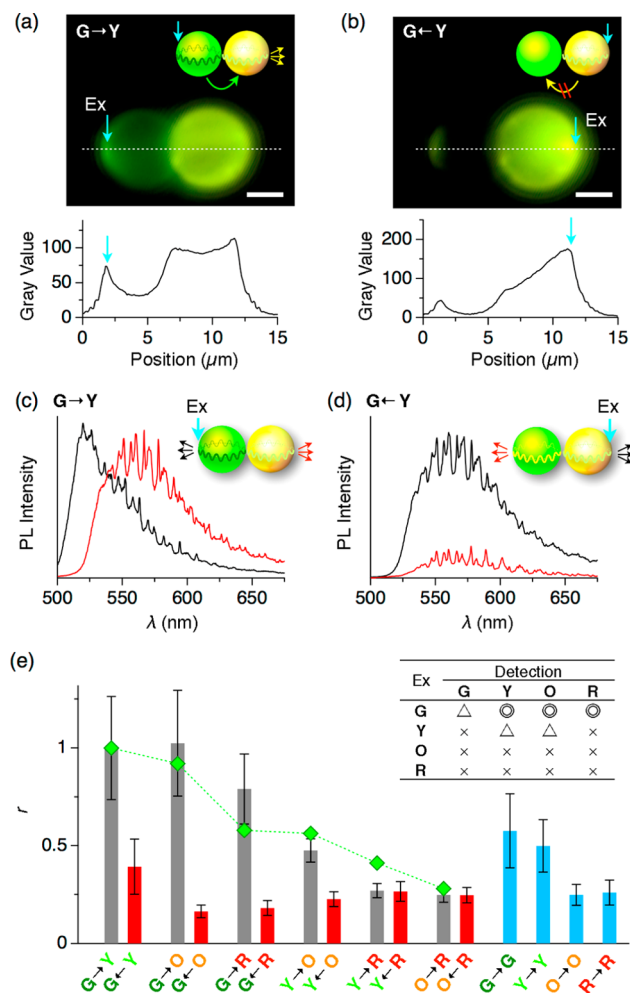 (a)
G→Y
Ex
Gray Value
100
50
0
0
5
10
15
Position (µm)
(b)
G←Y
Ex
Gray Value
200
100
0
0
5
10
15
Position (µm)
(c)
G→Y
Ex
PL Intensity
500
550
600
650
λ (nm)
(d)
G←Y
Ex
PL Intensity
500
550
600
650
λ (nm)
(e)
Ex Detection
G Y O R
G △ ◎ ◎ ◎
Y × △ △ ×
O × × × ×
R × × × ×
r
1
0.5
0
G→Y
G←Y
G→O
G←O
G→R
G←R
Y→O
Y←O
Y→R
Y←R
O→R
O←R
G→G
Y→Y
O→O
R→R